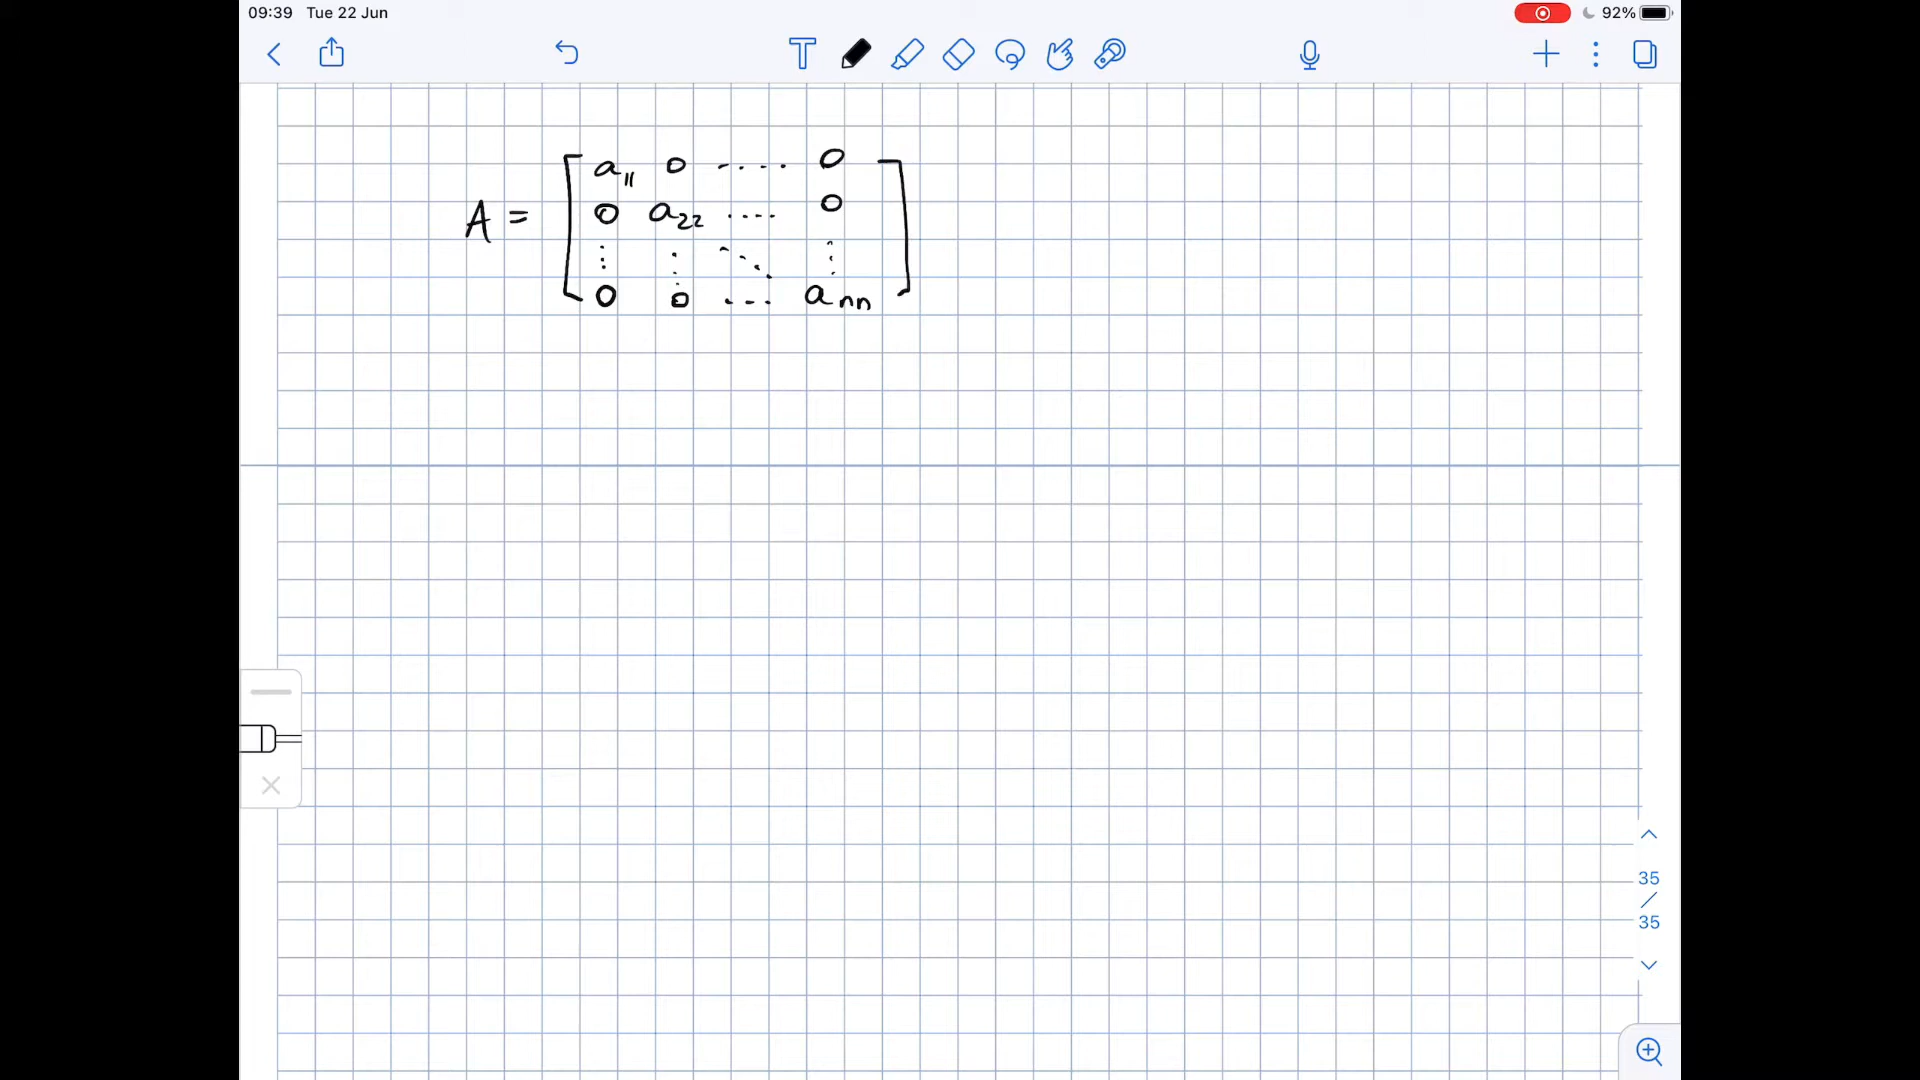 09:39 Tue 22 Jun 92%
T
a₁₁ 0 .... 0
A = 0 a₂₂ .... 0
⋮ ⋮ ⋱ ⋮
0 0 ... aₙₙ
35
/
35